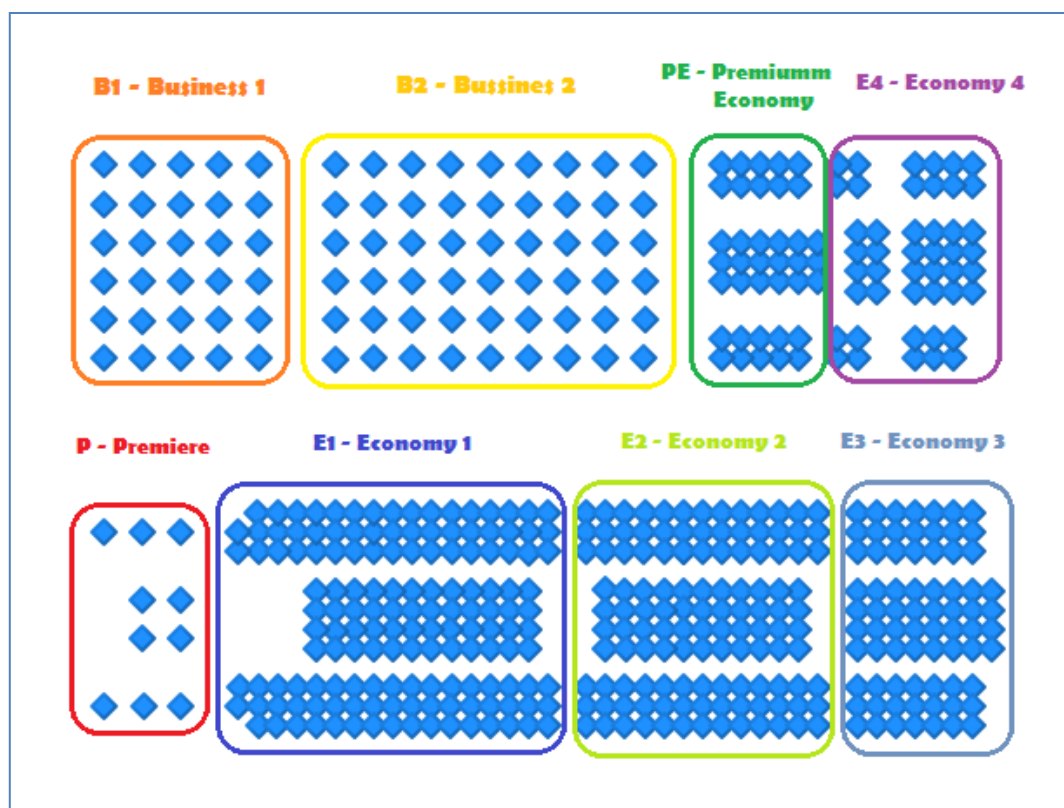 B1 - Business 1
B2 - Bussines 2
PE - Premiumm
Economy
E4 - Economy 4
P - Premiere
E1 - Economy 1
E2 - Economy 2
E3 - Economy 3